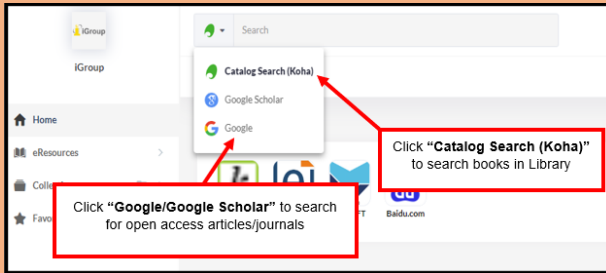 iGroup
Search
iGroup
Catalog Search (Koha)
Google Scholar
Google
Home
eResources
Click “Catalog Search (Koha)”
to search books in Library
Click “Google/Google Scholar” to search
for open access articles/journals
Baidu.com